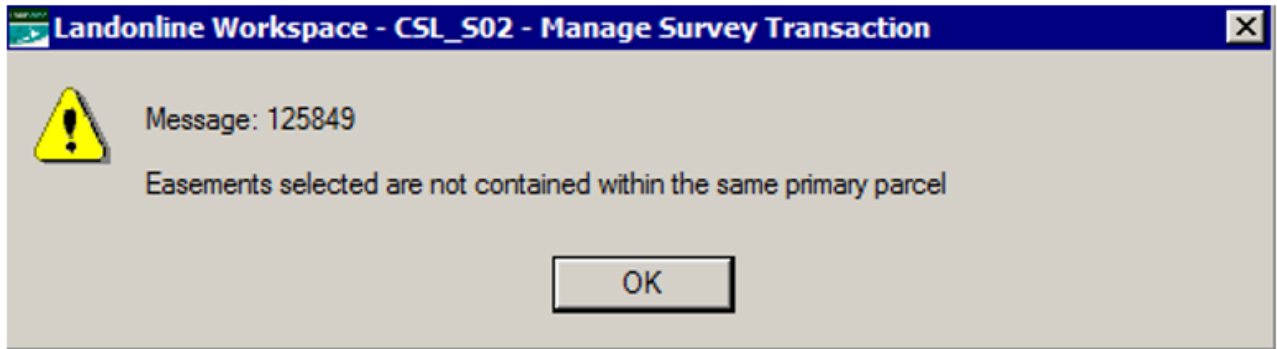 Landonline Workspace - CSL_S02 - Manage Survey Transaction
Message: 125849
Easements selected are not contained within the same primary parcel
OK